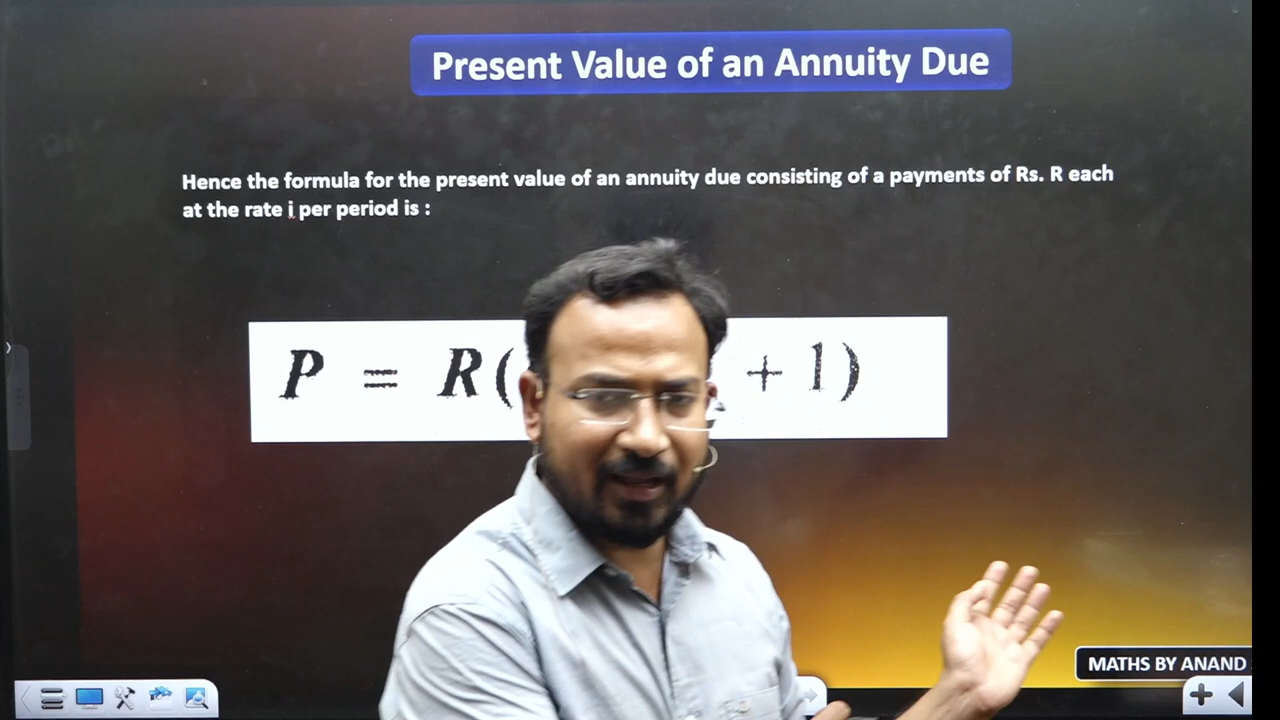 Present Value of an Annuity Due
Hence the formula for the present value of an annuity due consisting of a payments of Rs. R each
at the rate i per period is :
P = R( + 1)
MATHS BY ANAND